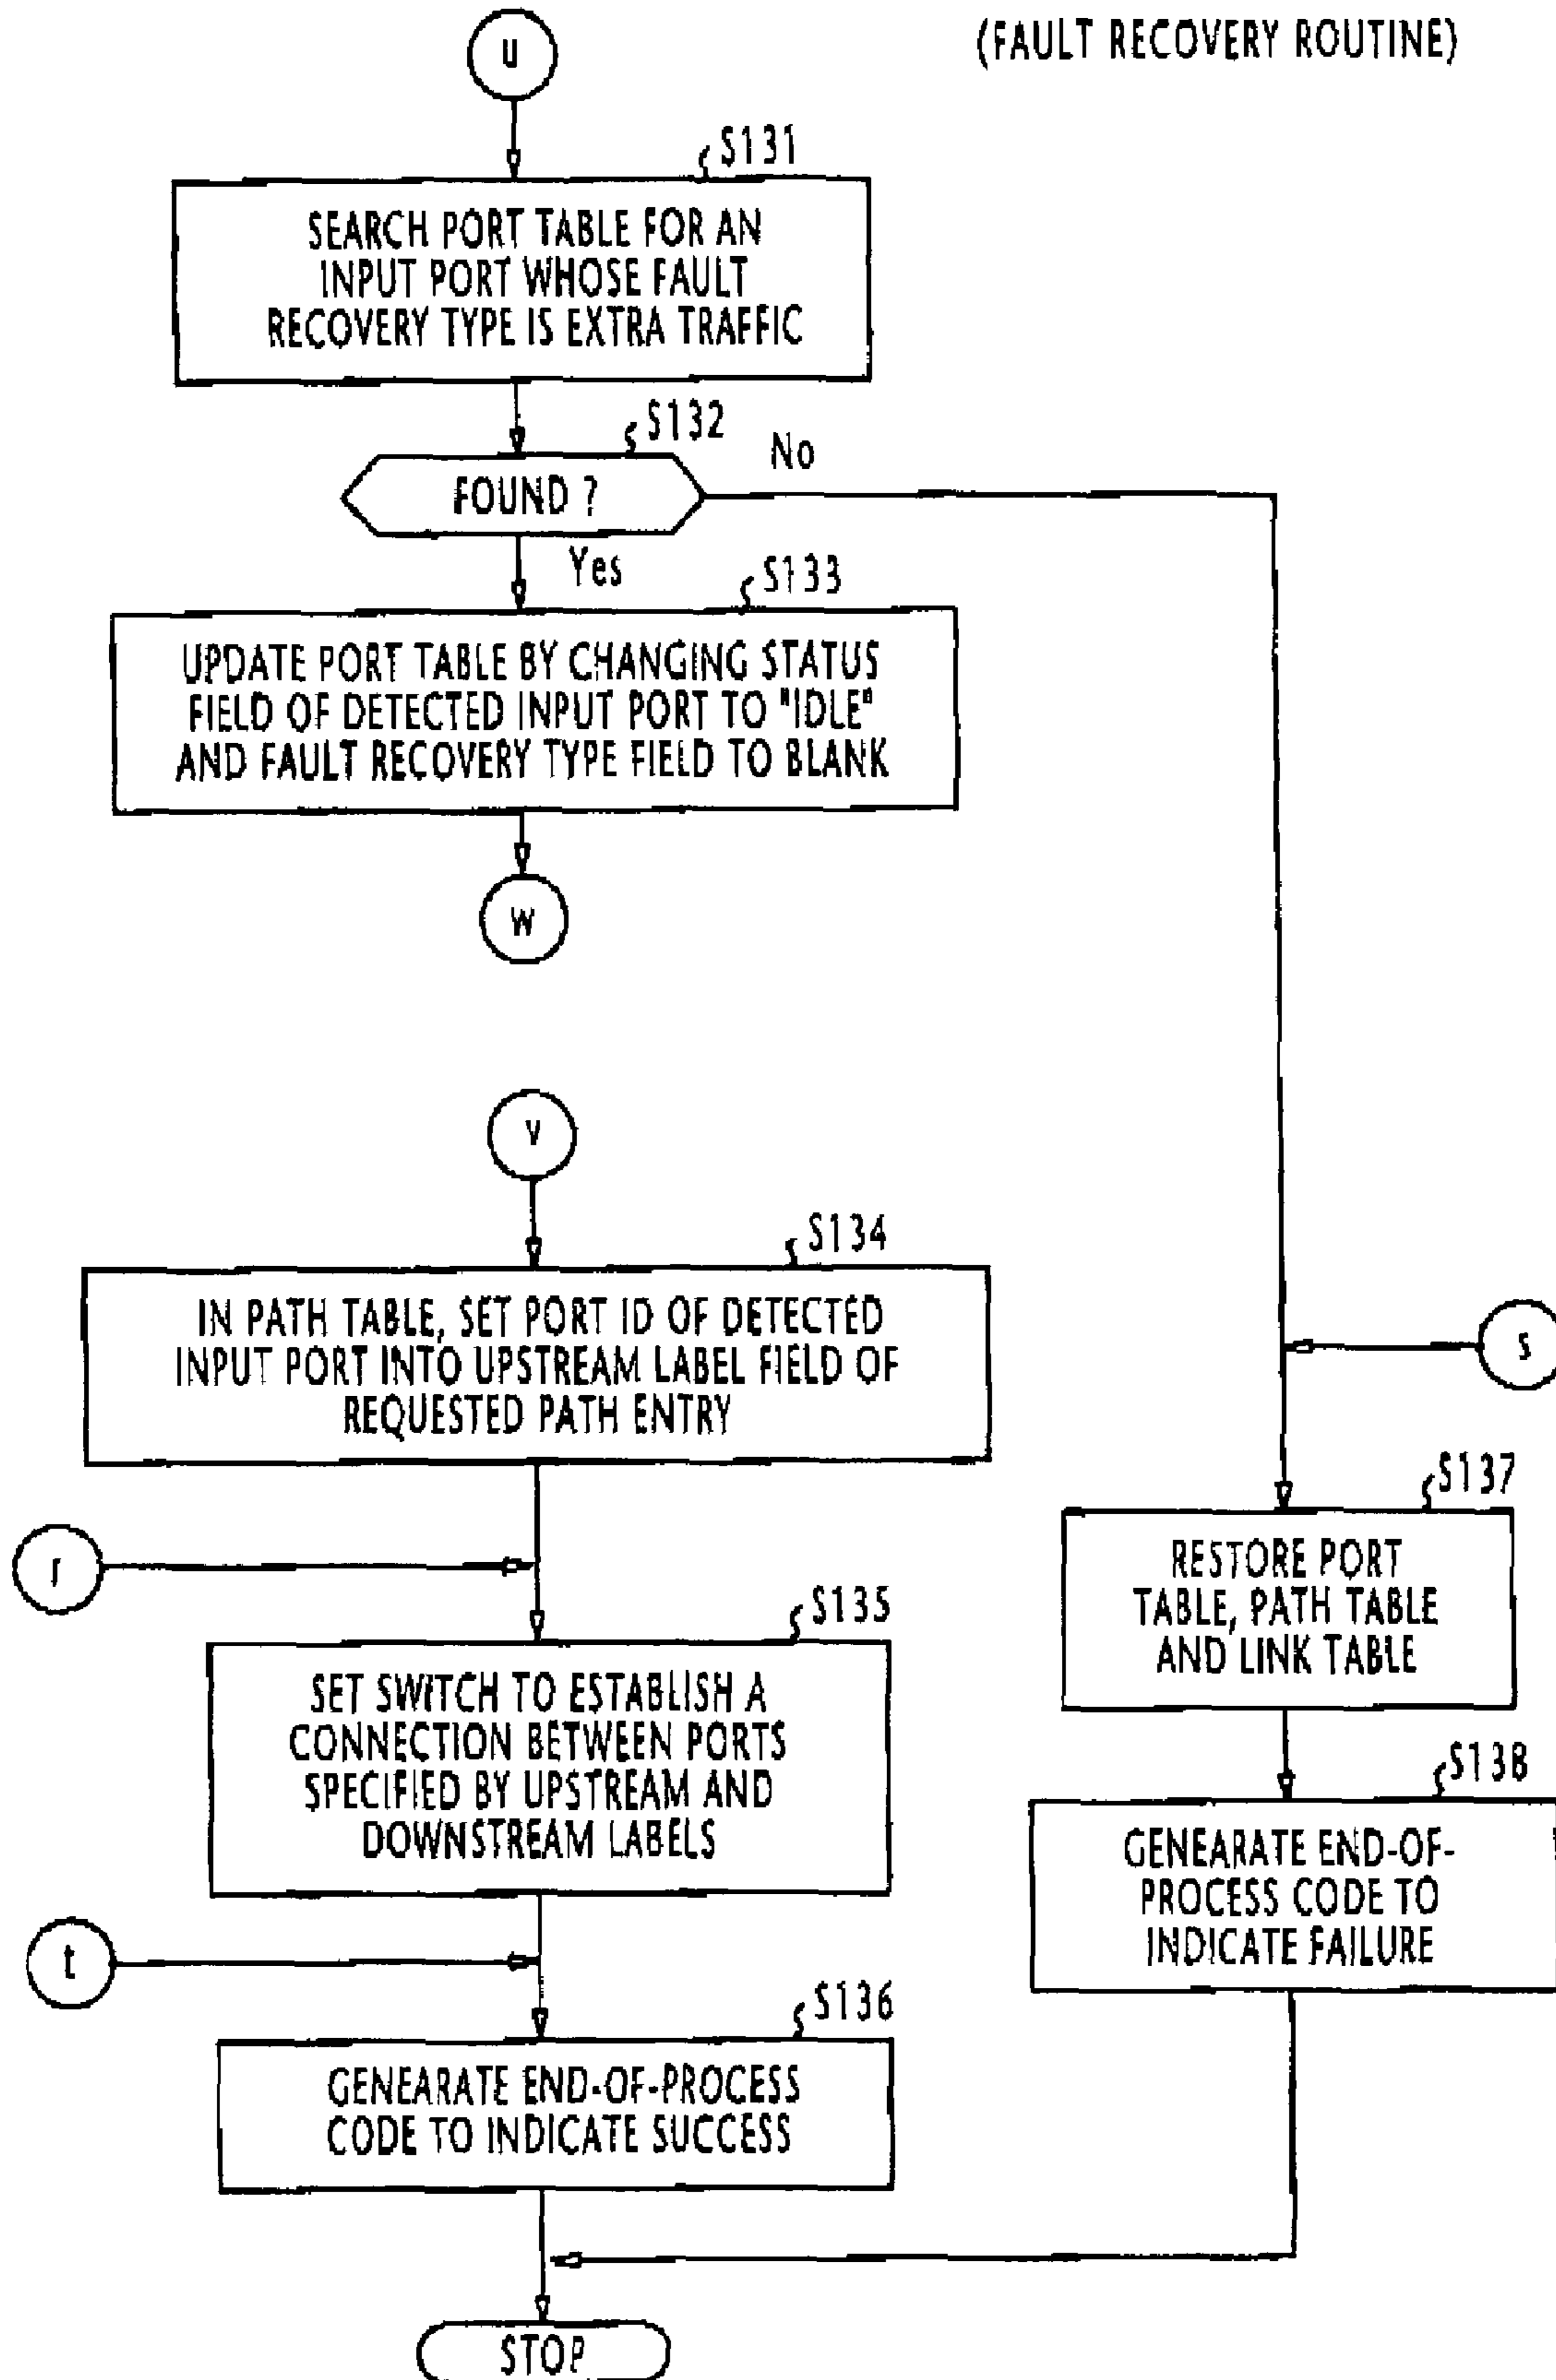 (FAULT RECOVERY ROUTINE)
u
S131
SEARCH PORT TABLE FOR AN
INPUT PORT WHOSE FAULT
RECOVERY TYPE IS EXTRA TRAFFIC
S132
FOUND ?
No
Yes
S133
UPDATE PORT TABLE BY CHANGING STATUS
FIELD OF DETECTED INPUT PORT TO "IDLE"
AND FAULT RECOVERY TYPE FIELD TO BLANK
w
v
S134
IN PATH TABLE, SET PORT ID OF DETECTED
INPUT PORT INTO UPSTREAM LABEL FIELD OF
REQUESTED PATH ENTRY
s
r
S135
SET SWITCH TO ESTABLISH A
CONNECTION BETWEEN PORTS
SPECIFIED BY UPSTREAM AND
DOWNSTREAM LABELS
S137
RESTORE PORT
TABLE, PATH TABLE
AND LINK TABLE
S138
GENEARATE END-OF-
PROCESS CODE TO
INDICATE FAILURE
t
S136
GENEARATE END-OF-PROCESS
CODE TO INDICATE SUCCESS
STOP